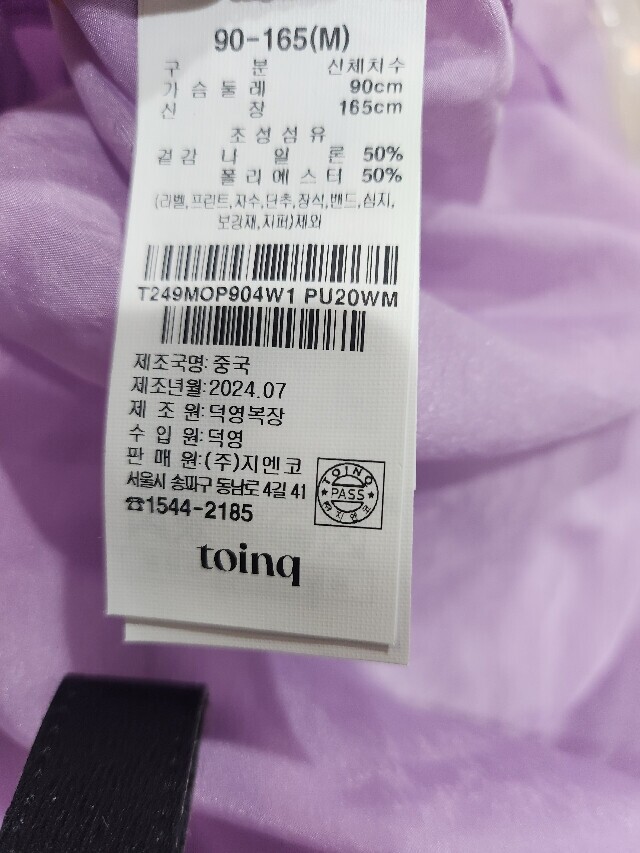 90-165(M)
구 분 신체치수
가 슴 둘 레 90cm
신 장 165cm
조 성 섬 유
겉감 나 일 론 50%
폴 리 에 스 터 50%
(라벨,프린트,자수,단추,장식,밴드,심지,
보강재,지퍼)제외
T249MOP904W1 PU20WM
제조국명:중국
제조년월:2024.07
제 조 원:덕영복장
수 입 원:덕영
판 매 원:(주)지엔코
서울시 송파구 동남로 4길 41
☎1544-2185
TOINQ
PASS
toinq